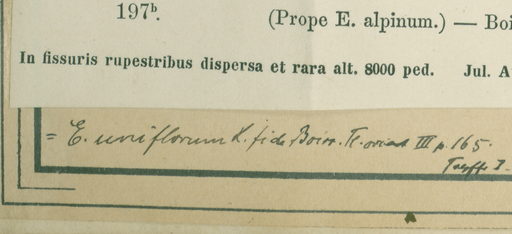 197ᵇ. (Prope E. alpinum.) — Boi
In fissuris rupestribus dispersa et rara alt. 8000 ped. Jul. A
= E. uniflorum L. fide Boiss. Fl. orient III p. 165.